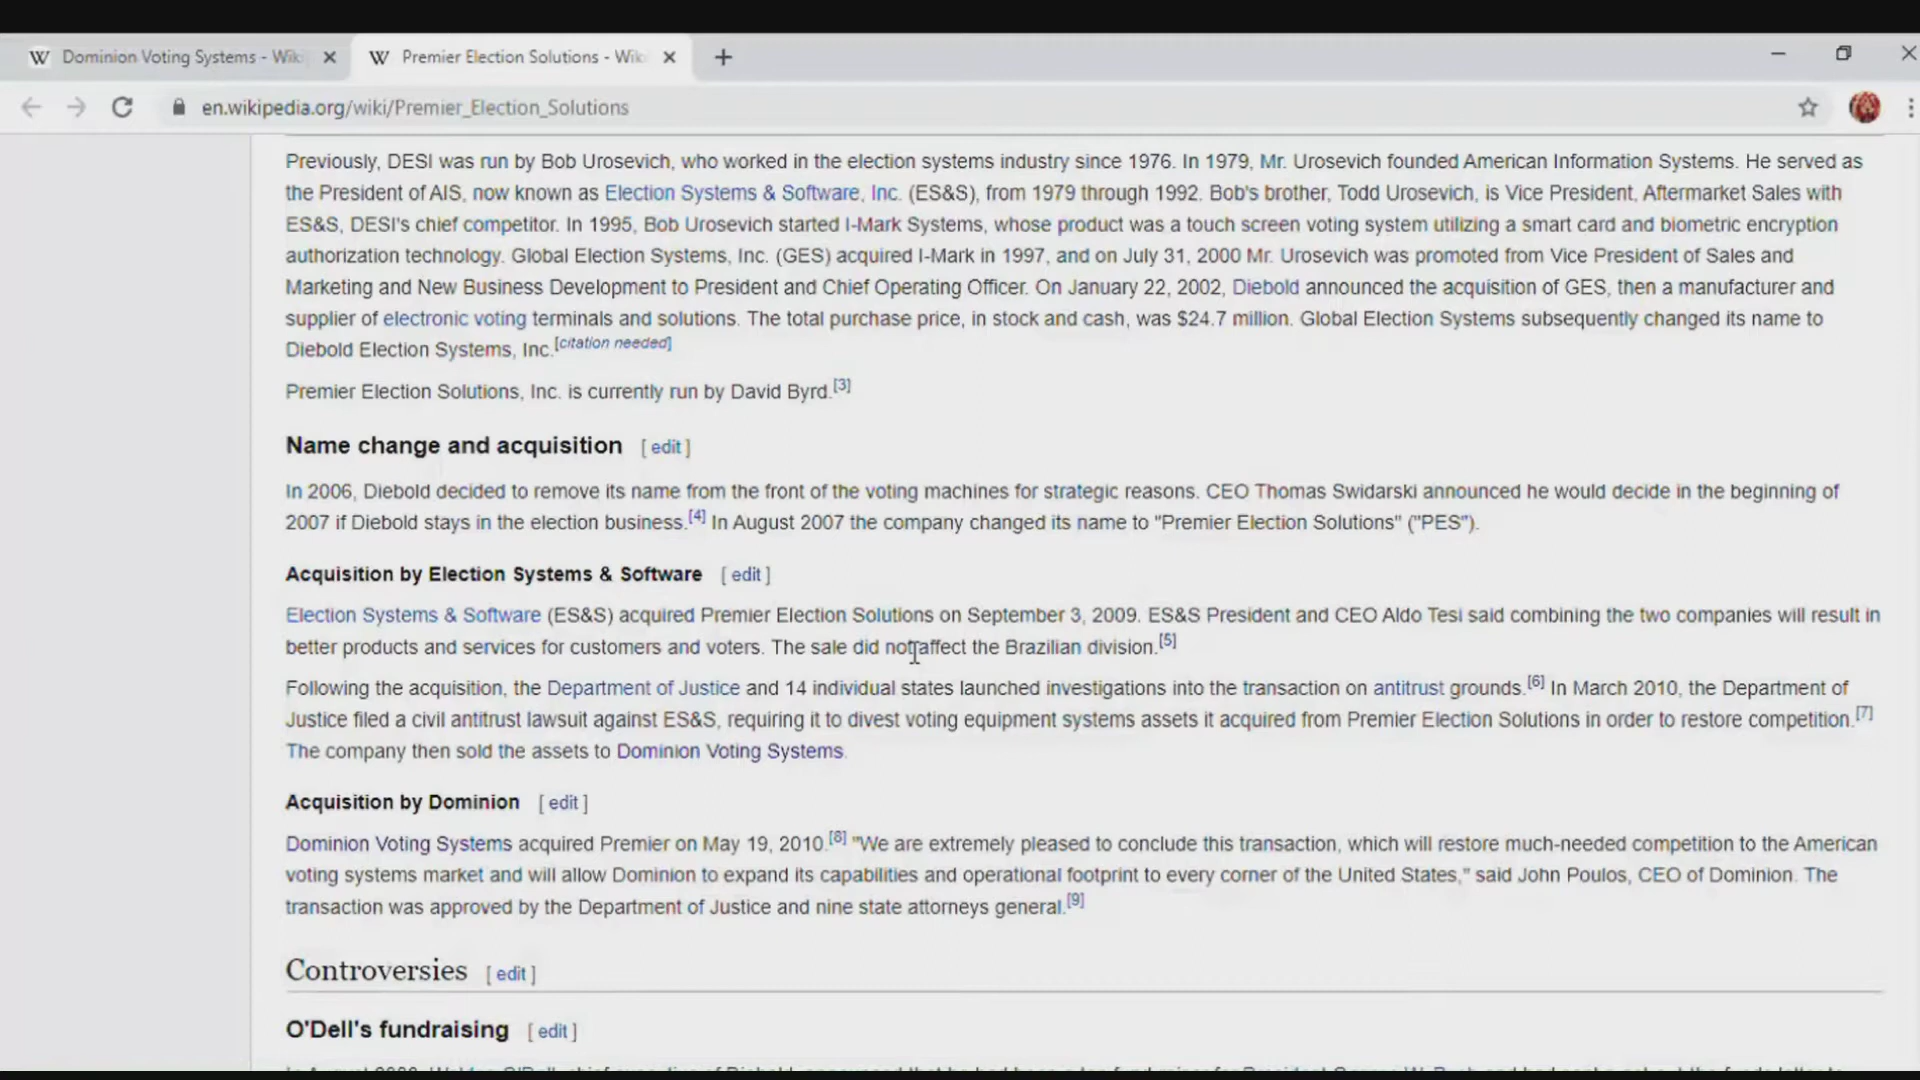 Dominion Voting Systems - Wiki
Premier Election Solutions - Wiki
en.wikipedia.org/wiki/Premier_Election_Solutions
Previously, DESI was run by Bob Urosevich, who worked in the election systems industry since 1976. In 1979, Mr. Urosevich founded American Information Systems. He served as
the President of AIS, now known as Election Systems & Software, Inc. (ES&S), from 1979 through 1992. Bob's brother, Todd Urosevich, is Vice President, Aftermarket Sales with
ES&S, DESI's chief competitor. In 1995, Bob Urosevich started I-Mark Systems, whose product was a touch screen voting system utilizing a smart card and biometric encryption
authorization technology. Global Election Systems, Inc. (GES) acquired I-Mark in 1997, and on July 31, 2000 Mr. Urosevich was promoted from Vice President of Sales and
Marketing and New Business Development to President and Chief Operating Officer. On January 22, 2002, Diebold announced the acquisition of GES, then a manufacturer and
supplier of electronic voting terminals and solutions. The total purchase price, in stock and cash, was $24.7 million. Global Election Systems subsequently changed its name to
Diebold Election Systems, Inc.[citation needed]
Premier Election Solutions, Inc. is currently run by David Byrd.[3]
Name change and acquisition [ edit ]
In 2006, Diebold decided to remove its name from the front of the voting machines for strategic reasons. CEO Thomas Swidarski announced he would decide in the beginning of
2007 if Diebold stays in the election business.[4] In August 2007 the company changed its name to "Premier Election Solutions" ("PES").
Acquisition by Election Systems & Software [ edit ]
Election Systems & Software (ES&S) acquired Premier Election Solutions on September 3, 2009. ES&S President and CEO Aldo Tesi said combining the two companies will result in
better products and services for customers and voters. The sale did not affect the Brazilian division.[5]
Following the acquisition, the Department of Justice and 14 individual states launched investigations into the transaction on antitrust grounds.[6] In March 2010, the Department of
Justice filed a civil antitrust lawsuit against ES&S, requiring it to divest voting equipment systems assets it acquired from Premier Election Solutions in order to restore competition.[7]
The company then sold the assets to Dominion Voting Systems.
Acquisition by Dominion [ edit ]
Dominion Voting Systems acquired Premier on May 19, 2010.[8] "We are extremely pleased to conclude this transaction, which will restore much-needed competition to the American
voting systems market and will allow Dominion to expand its capabilities and operational footprint to every corner of the United States," said John Poulos, CEO of Dominion. The
transaction was approved by the Department of Justice and nine state attorneys general.[9]
Controversies [ edit ]
O'Dell's fundraising [ edit ]